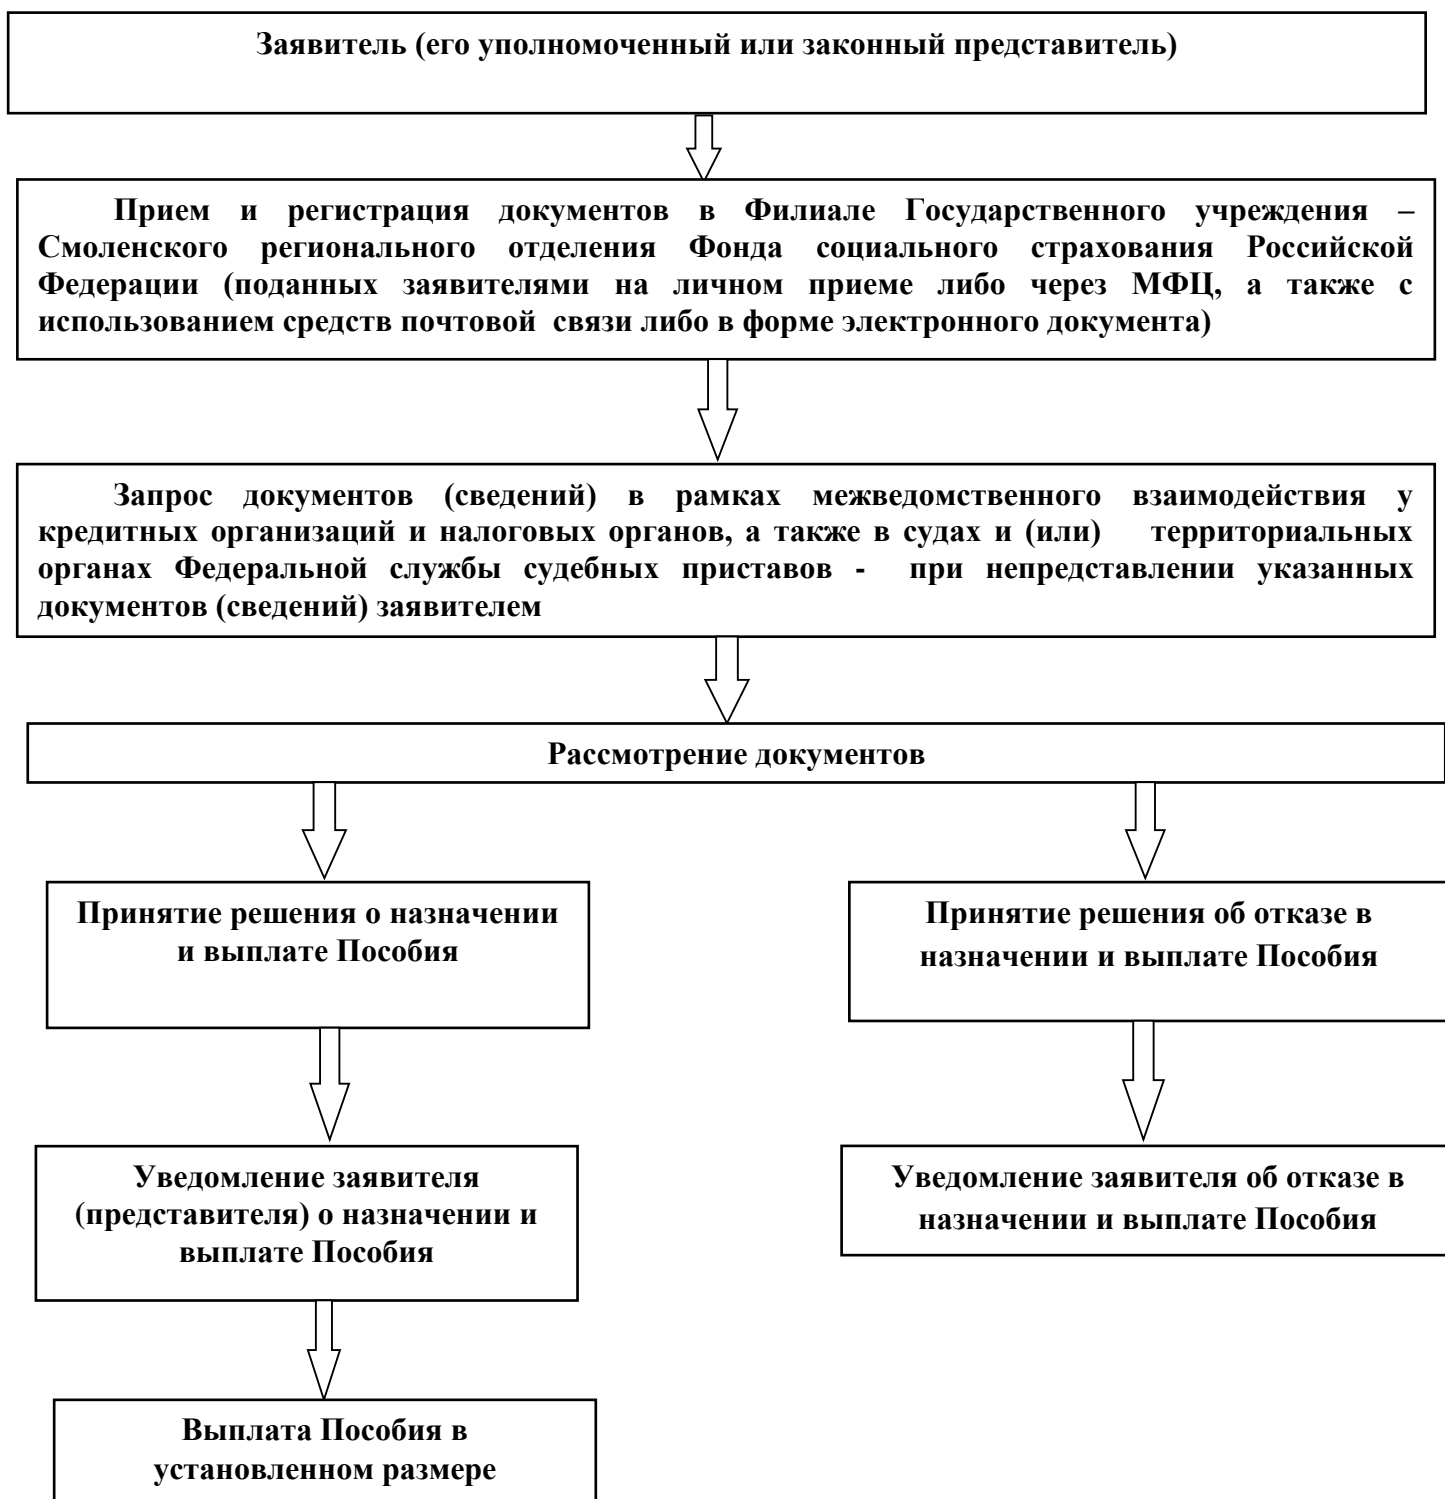 Заявитель (его уполномоченный или законный представитель)
Прием и регистрация документов в Филиале Государственного учреждения –
Смоленского регионального отделения Фонда социального страхования Российской
Федерации (поданных заявителями на личном приеме либо через МФЦ, а также с
использованием средств почтовой связи либо в форме электронного документа)
Запрос документов (сведений) в рамках межведомственного взаимодействия у
кредитных организаций и налоговых органов, а также в судах и (или) территориальных
органах Федеральной службы судебных приставов - при непредставлении указанных
документов (сведений) заявителем
Рассмотрение документов
Принятие решения о назначении
и выплате Пособия
Принятие решения об отказе в
назначении и выплате Пособия
Уведомление заявителя
(представителя) о назначении и
выплате Пособия
Уведомление заявителя об отказе в
назначении и выплате Пособия
Выплата Пособия в
установленном размере